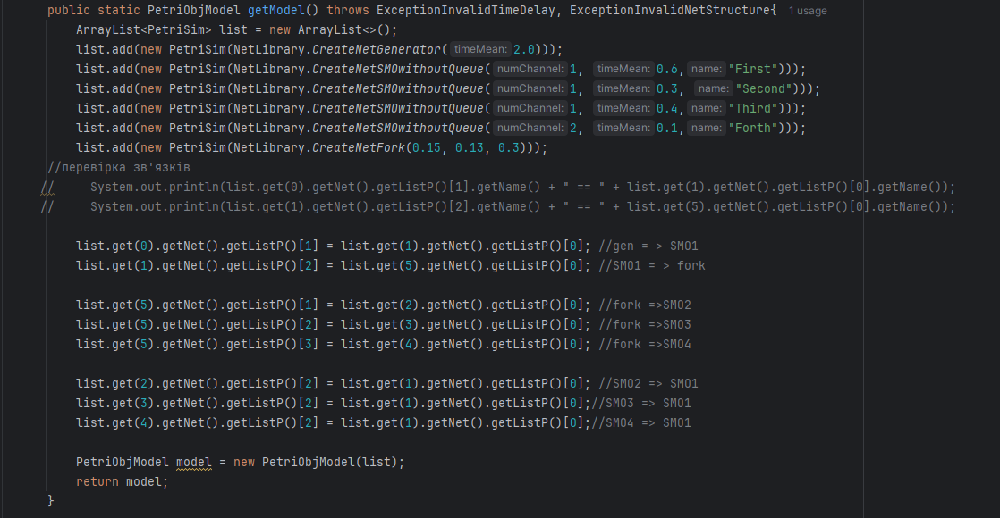 public static PetriObjModel getModel() throws ExceptionInvalidTimeDelay, ExceptionInvalidNetStructure{ 1 usage
ArrayList<PetriSim> list = new ArrayList<>();
list.add(new PetriSim(NetLibrary.CreateNetGenerator( timeMean: 2.0)));
list.add(new PetriSim(NetLibrary.CreateNetSMOwithoutQueue( numChannel: 1, timeMean: 0.6, name: "First")));
list.add(new PetriSim(NetLibrary.CreateNetSMOwithoutQueue( numChannel: 1, timeMean: 0.3, name: "Second")));
list.add(new PetriSim(NetLibrary.CreateNetSMOwithoutQueue( numChannel: 1, timeMean: 0.4, name: "Third")));
list.add(new PetriSim(NetLibrary.CreateNetSMOwithoutQueue( numChannel: 2, timeMean: 0.1, name: "Forth")));
list.add(new PetriSim(NetLibrary.CreateNetFork(0.15, 0.13, 0.3)));
//перевірка зв'язків
// System.out.println(list.get(0).getNet().getListP()[1].getName() + " == " + list.get(1).getNet().getListP()[0].getName());
// System.out.println(list.get(1).getNet().getListP()[2].getName() + " == " + list.get(5).getNet().getListP()[0].getName());
list.get(0).getNet().getListP()[1] = list.get(1).getNet().getListP()[0]; //gen = > SMO1
list.get(1).getNet().getListP()[2] = list.get(5).getNet().getListP()[0]; //SMO1 = > fork
list.get(5).getNet().getListP()[1] = list.get(2).getNet().getListP()[0]; //fork =>SMO2
list.get(5).getNet().getListP()[2] = list.get(3).getNet().getListP()[0]; //fork =>SMO3
list.get(5).getNet().getListP()[3] = list.get(4).getNet().getListP()[0]; //fork =>SMO4
list.get(2).getNet().getListP()[2] = list.get(1).getNet().getListP()[0]; //SMO2 => SMO1
list.get(3).getNet().getListP()[2] = list.get(1).getNet().getListP()[0];//SMO3 => SMO1
list.get(4).getNet().getListP()[2] = list.get(1).getNet().getListP()[0];//SMO4 => SMO1
PetriObjModel model = new PetriObjModel(list);
return model;
}